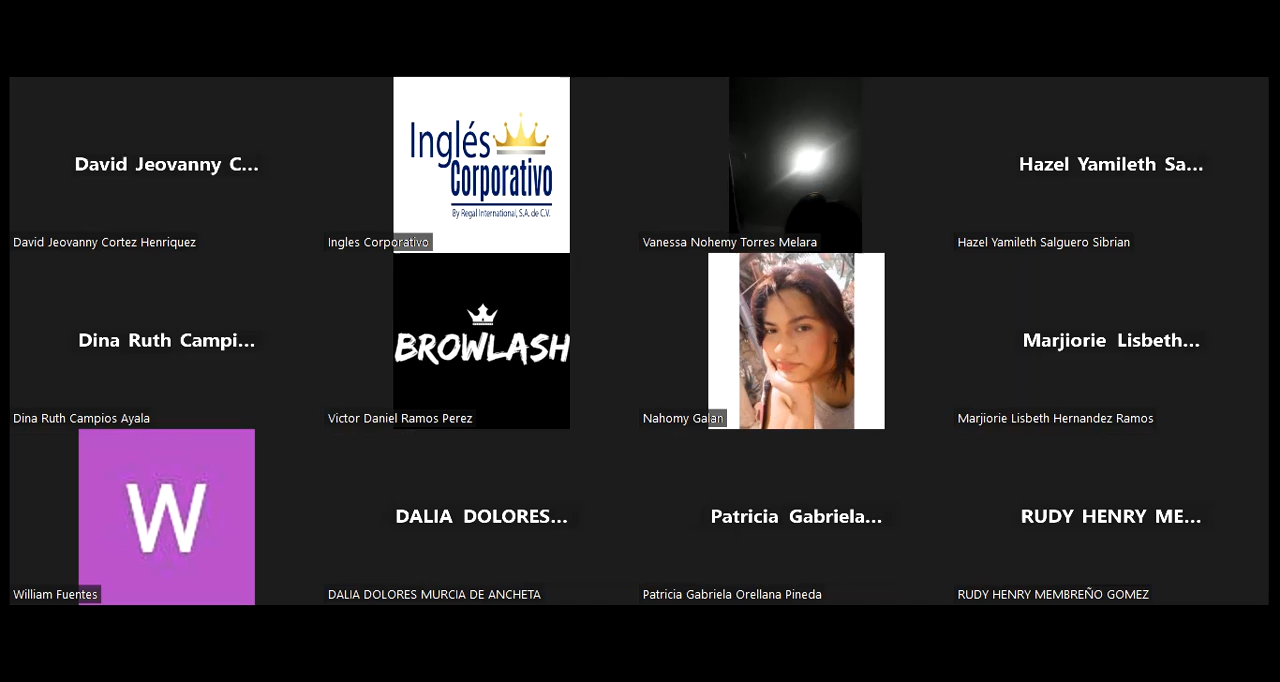 David Jeovanny C...
David Jeovanny Cortez Henriquez
Inglés
Corporativo
By Regal International, S.A. de C.V.
Ingles Corporativo
Vanessa Nohemy Torres Melara
Hazel Yamileth Sa...
Hazel Yamileth Salguero Sibrian
Dina Ruth Campi...
Dina Ruth Campios Ayala
BROWLASH
Victor Daniel Ramos Perez
Nahomy Galan
Marjiorie Lisbeth...
Marjiorie Lisbeth Hernandez Ramos
W
William Fuentes
DALIA DOLORES...
DALIA DOLORES MURCIA DE ANCHETA
Patricia Gabriela...
Patricia Gabriela Orellana Pineda
RUDY HENRY ME...
RUDY HENRY MEMBREÑO GOMEZ